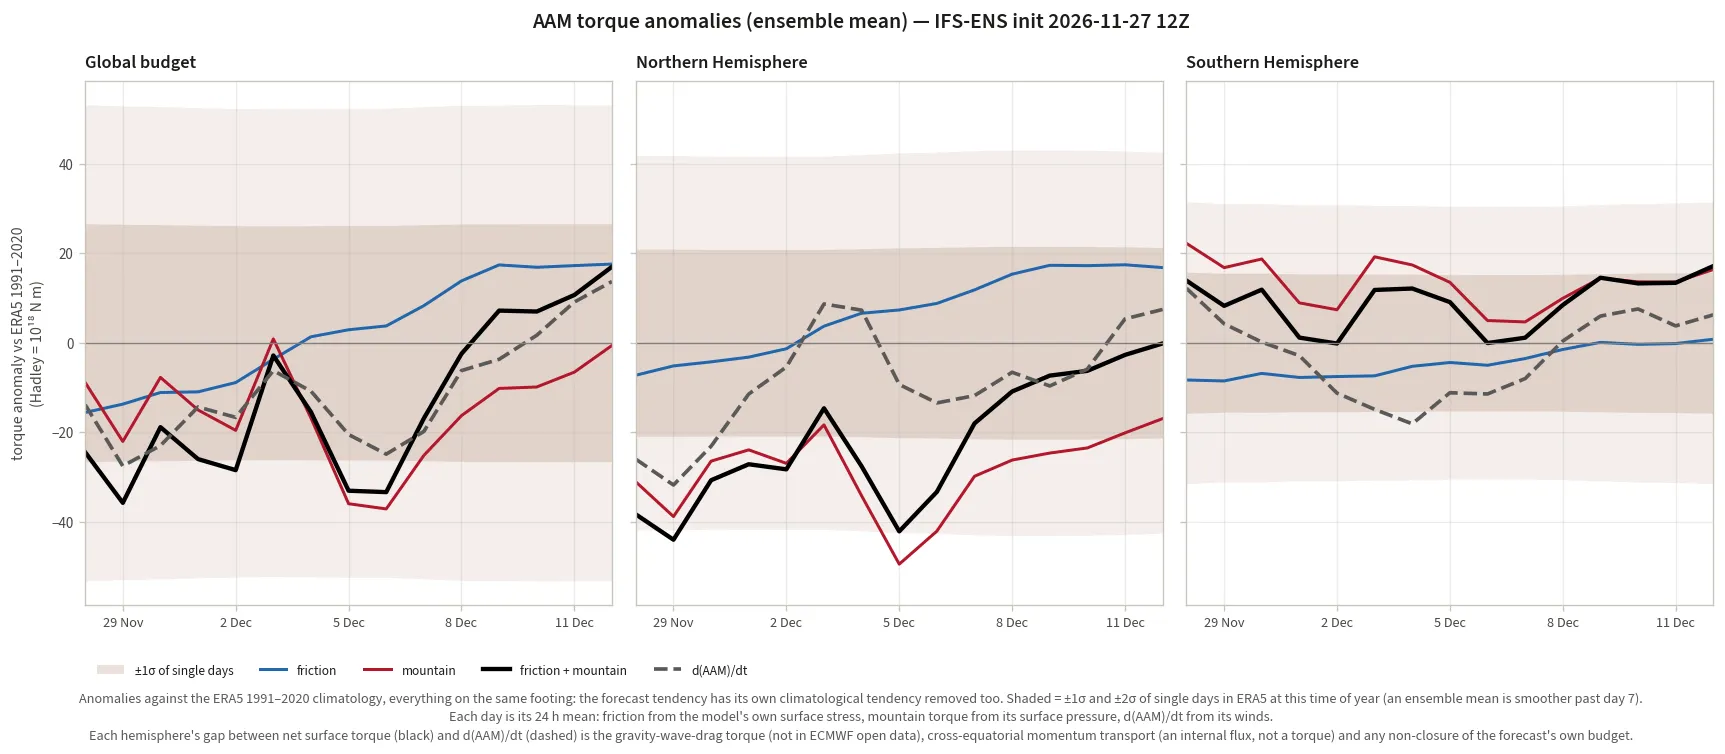 AAM torque anomalies (ensemble mean) — IFS-ENS init 2026-11-27 12Z
Global budget
Northern Hemisphere
Southern Hemisphere
torque anomaly vs ERA5 1991–2020
(Hadley = 10¹⁸ N m)
40
20
0
−20
−40
29 Nov 2 Dec 5 Dec 8 Dec 11 Dec
29 Nov 2 Dec 5 Dec 8 Dec 11 Dec
29 Nov 2 Dec 5 Dec 8 Dec 11 Dec
±1σ of single days friction mountain friction + mountain d(AAM)/dt
Anomalies against the ERA5 1991–2020 climatology, everything on the same footing: the forecast tendency has its own climatological tendency removed too. Shaded = ±1σ and ±2σ of single days in ERA5 at this time of year (an ensemble mean is smoother past day 7).
Each day is its 24 h mean: friction from the model's own surface stress, mountain torque from its surface pressure, d(AAM)/dt from its winds.
Each hemisphere's gap between net surface torque (black) and d(AAM)/dt (dashed) is the gravity-wave-drag torque (not in ECMWF open data), cross-equatorial momentum transport (an internal flux, not a torque) and any non-closure of the forecast's own budget.